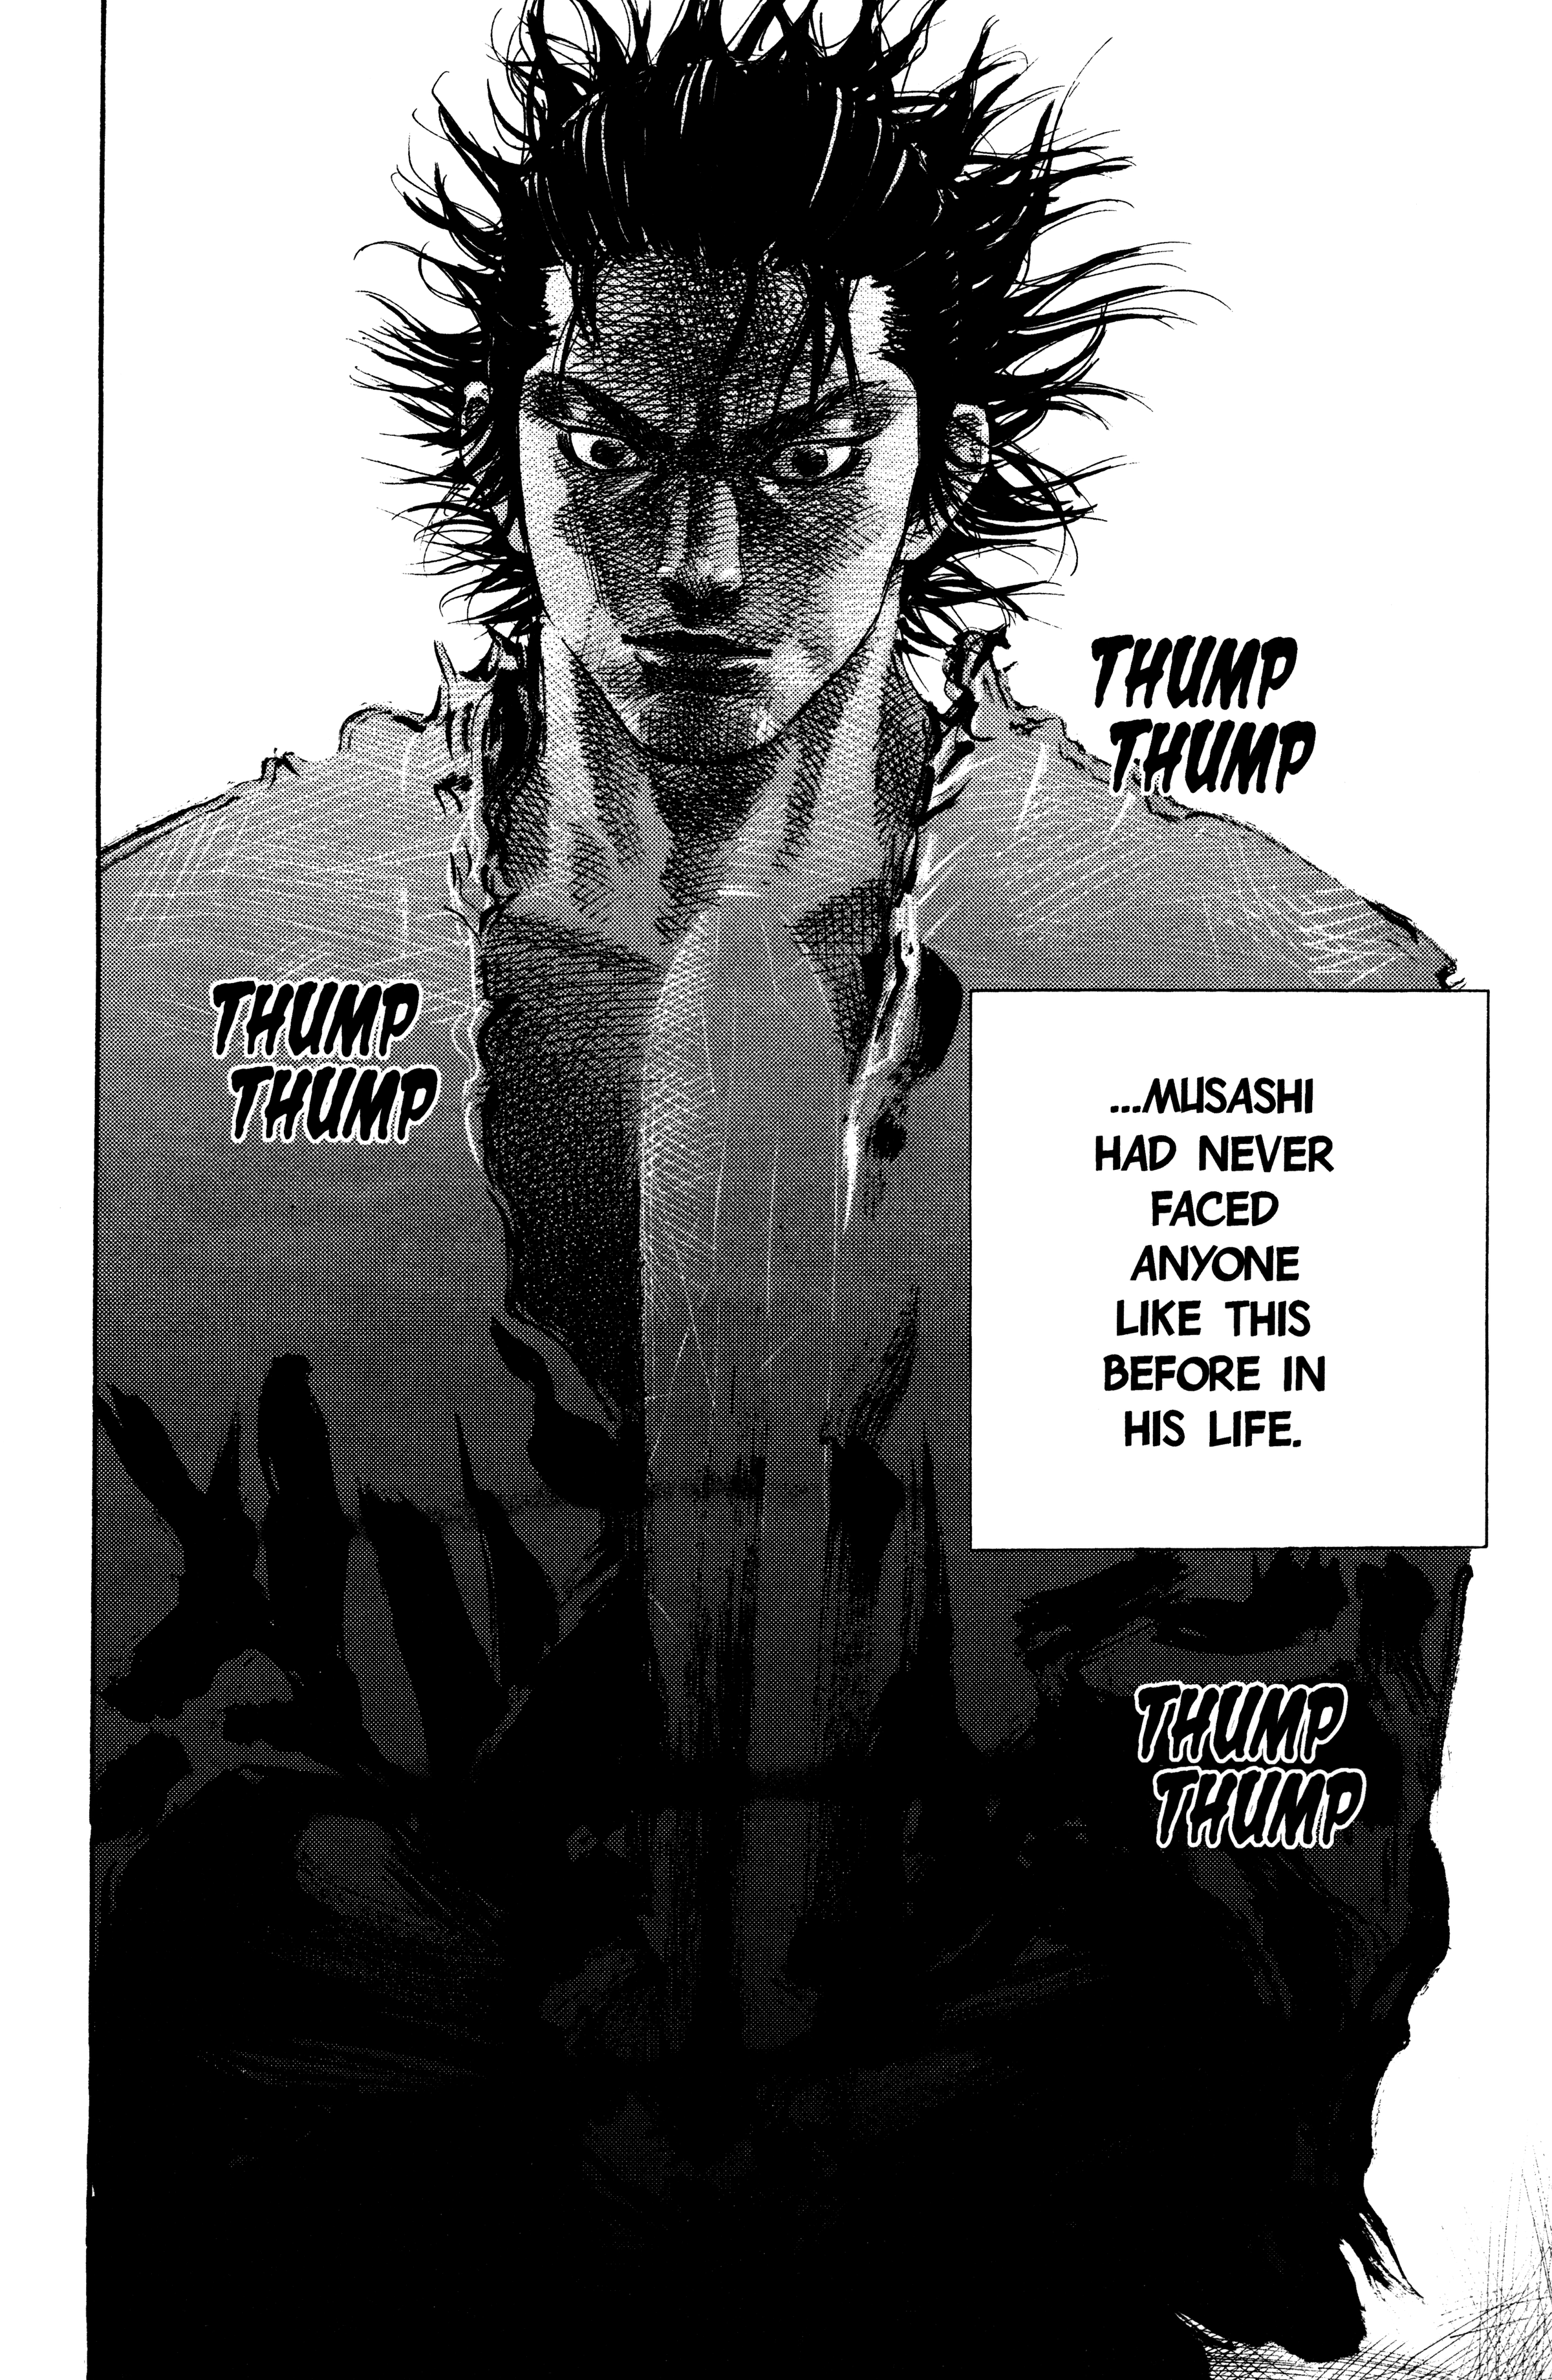 THUMP
THUMP
THUMP
THUMP
...MUSASHI
HAD NEVER
FACED
ANYONE
LIKE THIS
BEFORE IN
HIS LIFE.
THUMP
THUMP